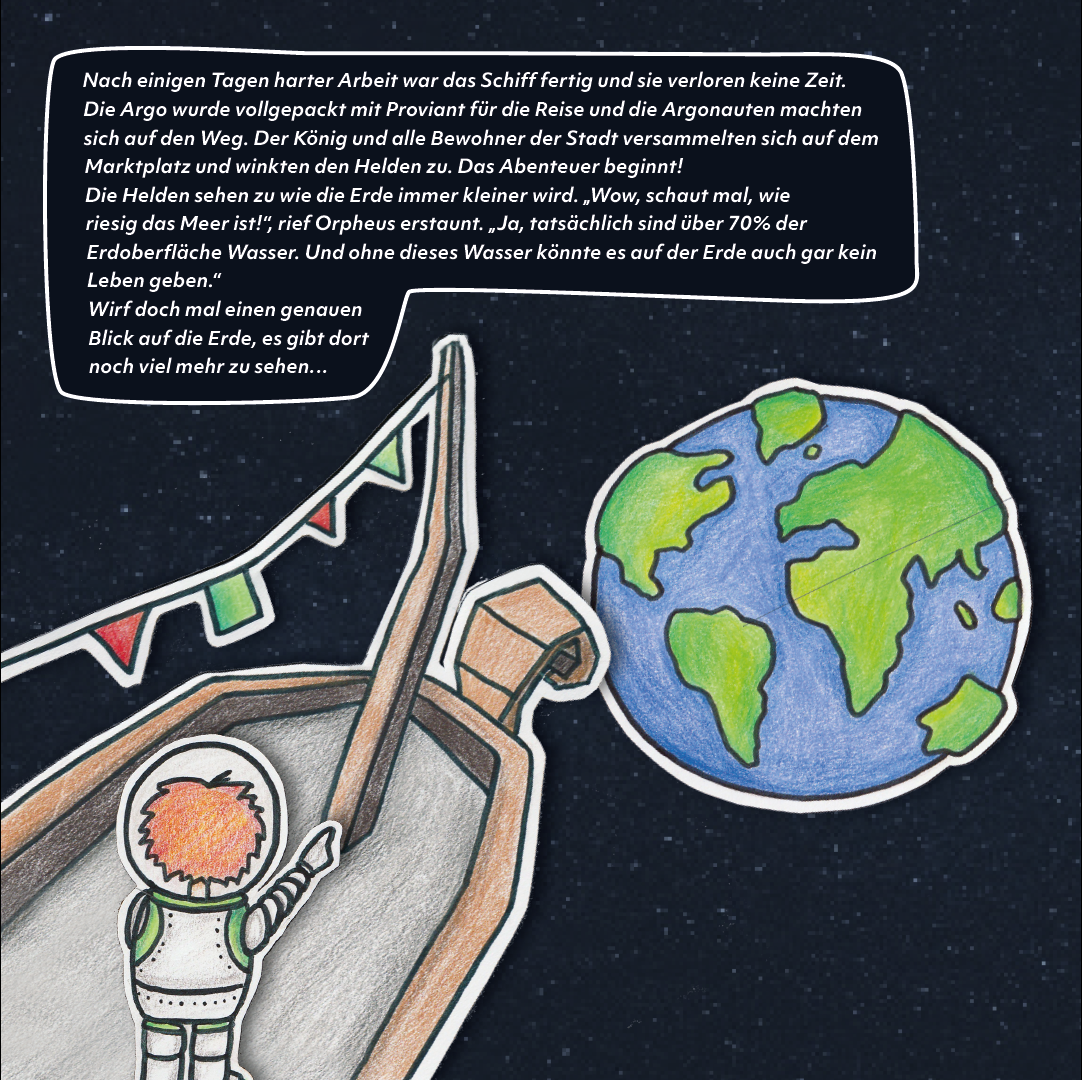 Nach einigen Tagen harter Arbeit war das Schiff fertig und sie verloren keine Zeit.
Die Argo wurde vollgepackt mit Proviant für die Reise und die Argonauten machten
sich auf den Weg. Der König und alle Bewohner der Stadt versammelten sich auf dem
Marktplatz und winkten den Helden zu. Das Abenteuer beginnt!
Die Helden sehen zu wie die Erde immer kleiner wird. „Wow, schaut mal, wie
riesig das Meer ist!“, rief Orpheus erstaunt. „Ja, tatsächlich sind über 70% der
Erdoberfläche Wasser. Und ohne dieses Wasser könnte es auf der Erde auch gar kein
Leben geben.“
Wirf doch mal einen genauen
Blick auf die Erde, es gibt dort
noch viel mehr zu sehen...